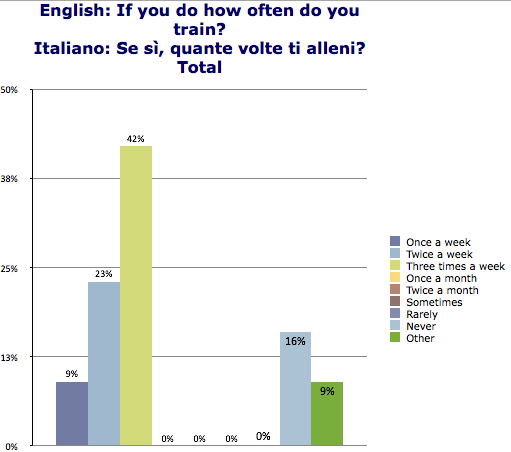 English: If you do how often do you
train?
Italiano: Se sì, quante volte ti alleni?
Total
50%
38%
25%
13%
0%
9%
23%
42%
0%
0%
0%
0%
16%
9%
Once a week
Twice a week
Three times a week
Once a month
Twice a month
Sometimes
Rarely
Never
Other